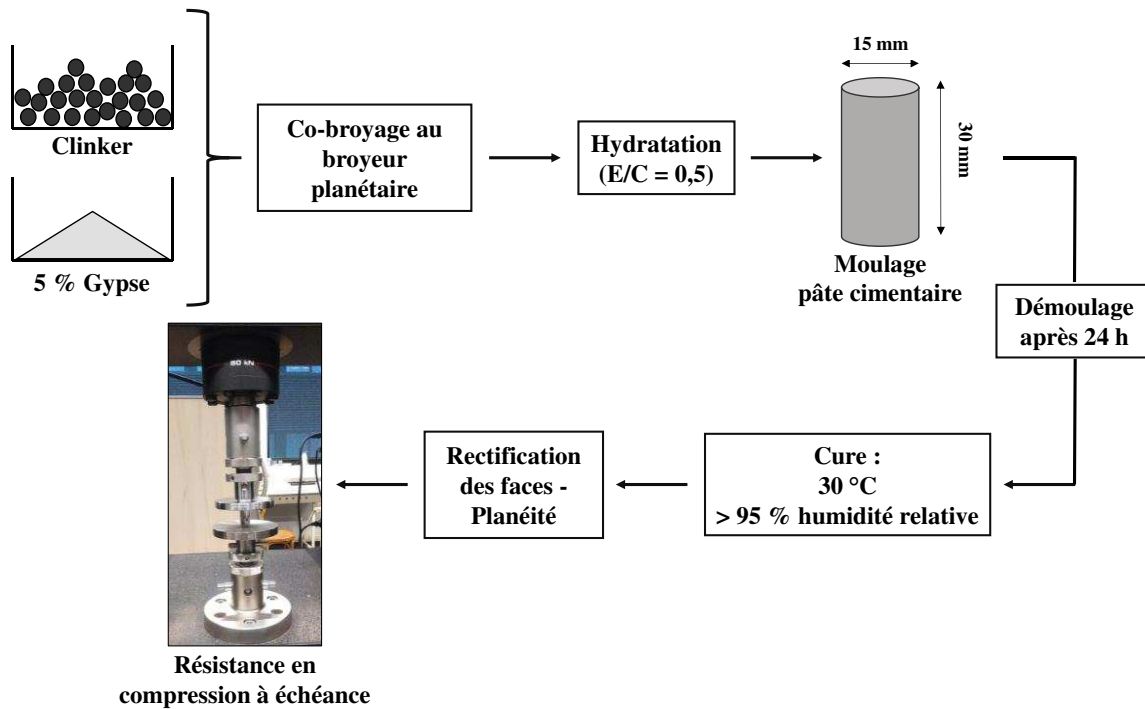 Clinker
5 % Gypse
Co-broyage au
broyeur
planétaire
Hydratation
(E/C = 0,5)
15 mm
30 mm
Moulage
pâte cimentaire
Démoulage
après 24 h
Cure :
30 °C
> 95 % humidité relative
Rectification
des faces -
Planéité
50 kN
Résistance en
compression à échéance